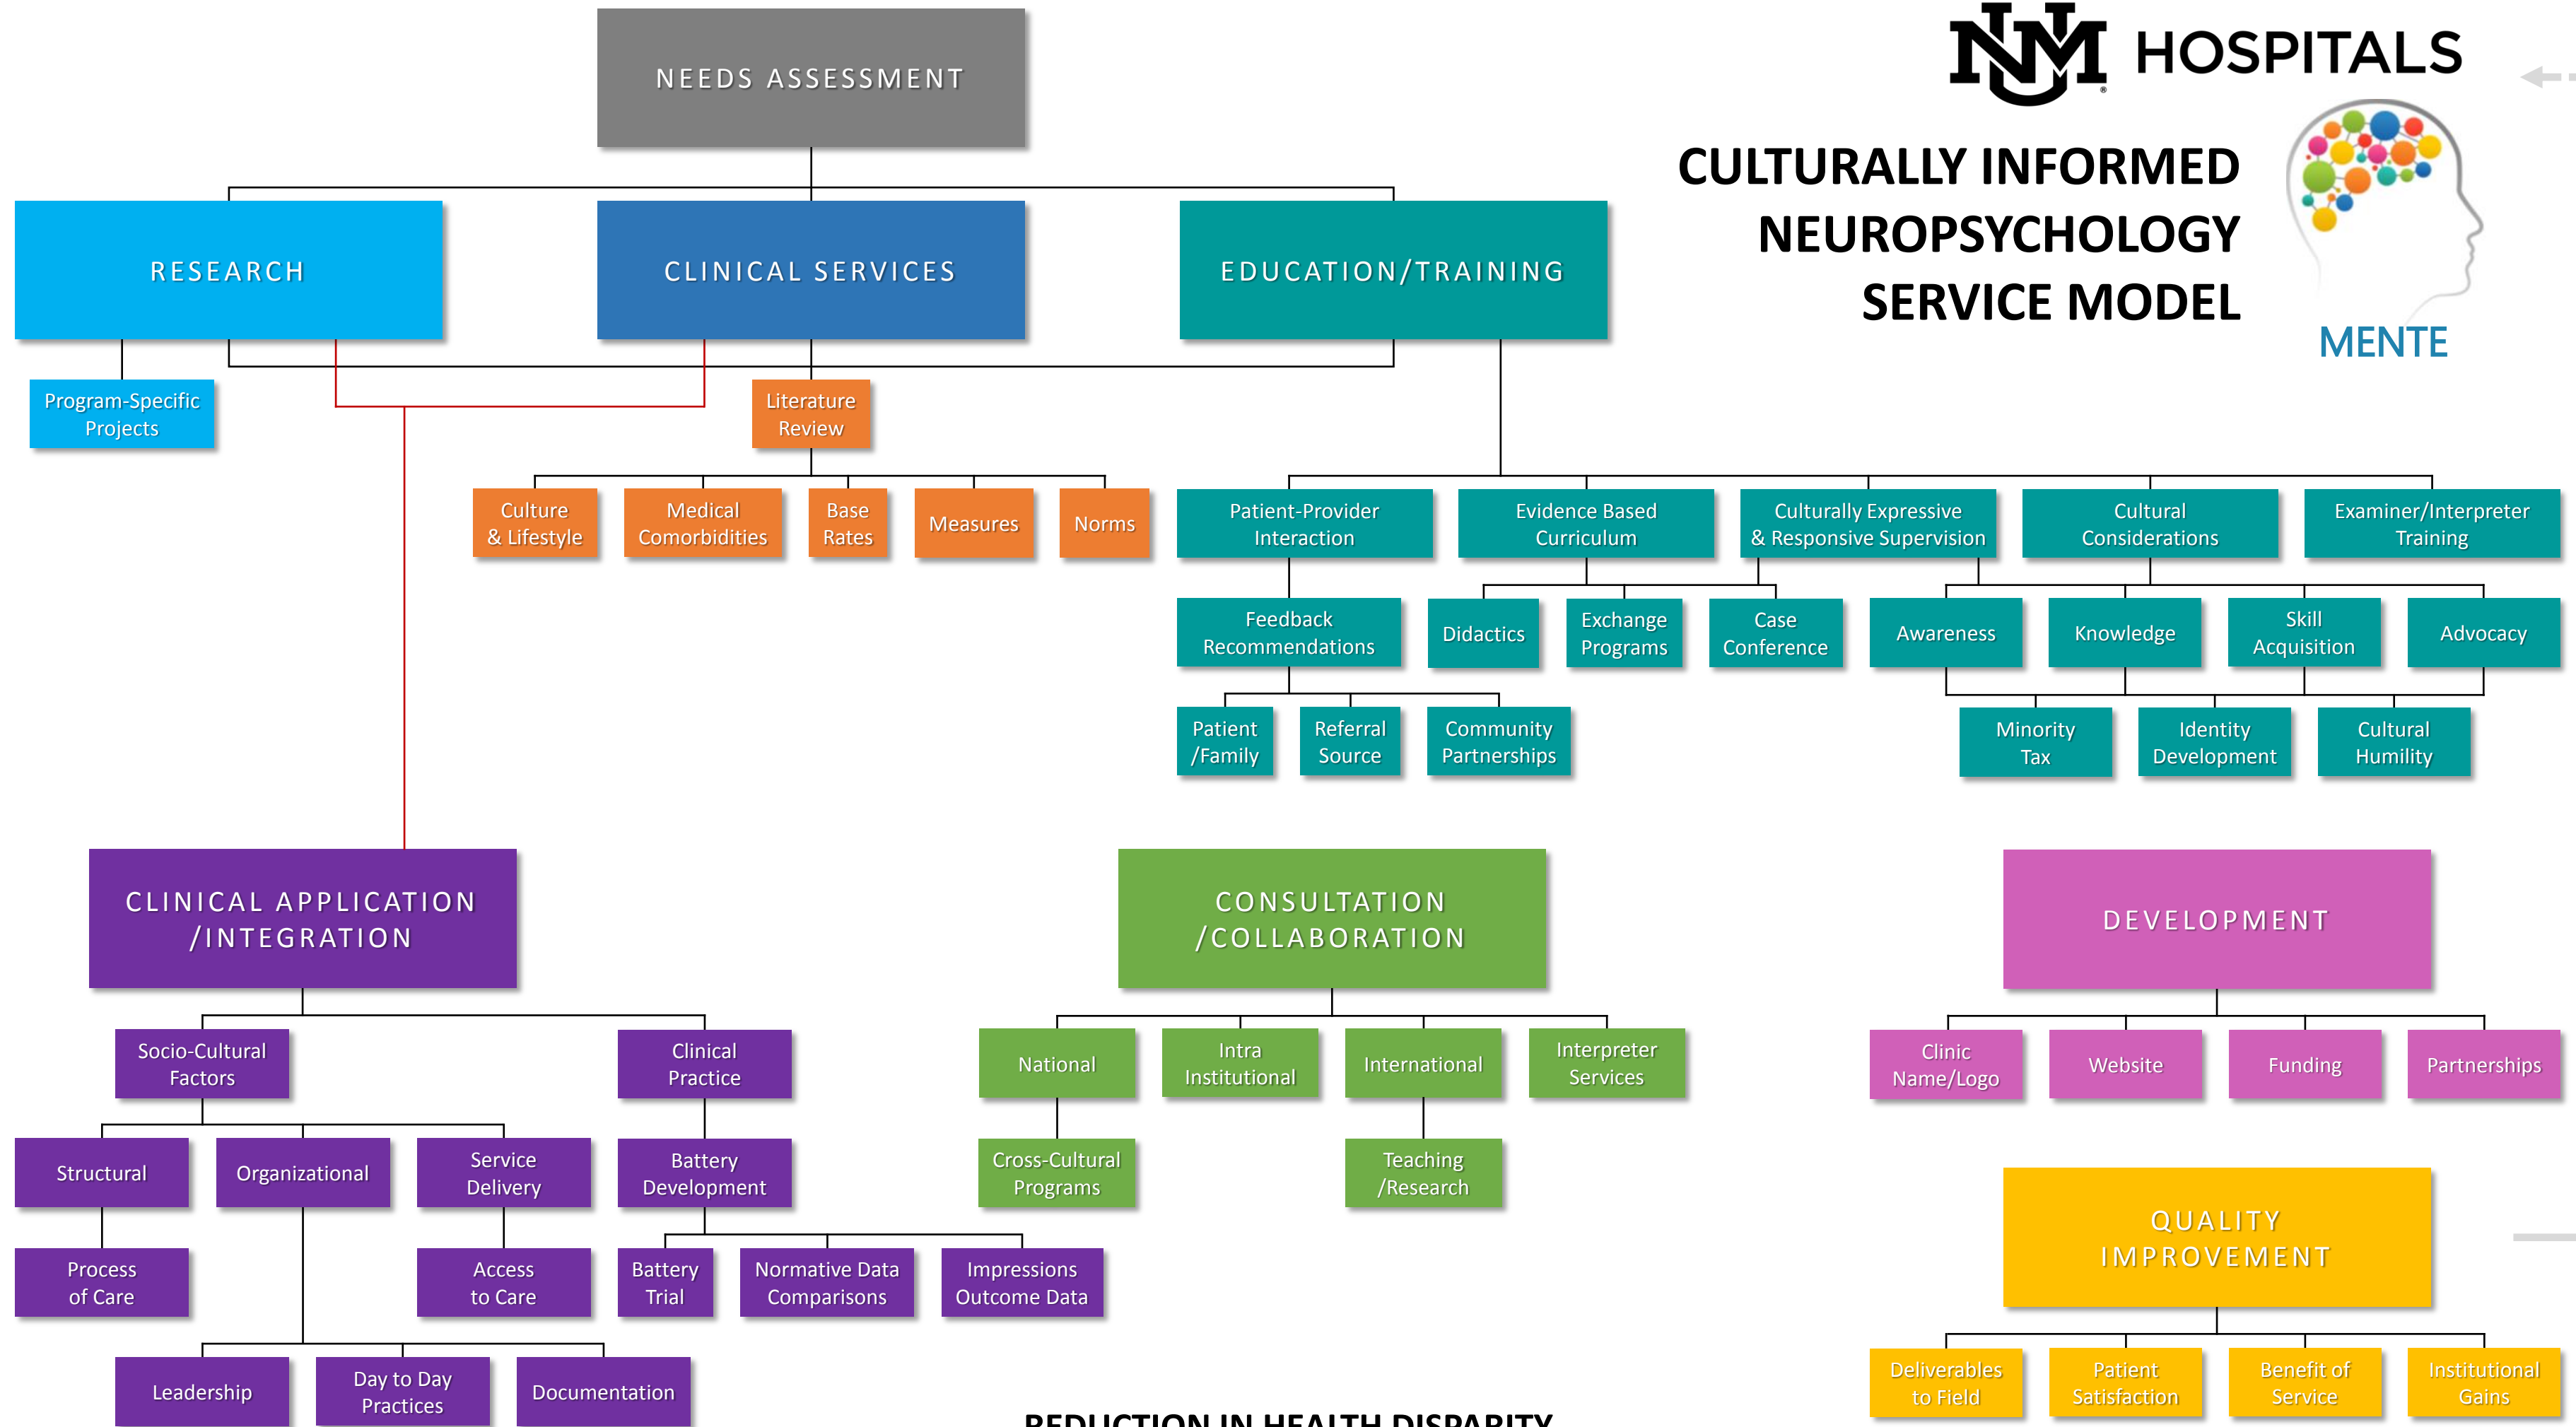 NEEDS ASSESSMENT
UNM HOSPITALS
®
CULTURALLY INFORMED
NEUROPSYCHOLOGY
SERVICE MODEL
MENTE
RESEARCH
CLINICAL SERVICES
EDUCATION/TRAINING
Program-Specific
Projects
Literature
Review
Culture
& Lifestyle
Medical
Comorbidities
Base
Rates
Measures
Norms
Patient-Provider
Interaction
Evidence Based
Curriculum
Culturally Expressive
& Responsive Supervision
Cultural
Considerations
Examiner/Interpreter
Training
Feedback
Recommendations
Didactics
Exchange
Programs
Case
Conference
Awareness
Knowledge
Skill
Acquisition
Advocacy
Patient
/Family
Referral
Source
Community
Partnerships
Minority
Tax
Identity
Development
Cultural
Humility
CLINICAL APPLICATION
/INTEGRATION
CONSULTATION
/COLLABORATION
DEVELOPMENT
Socio-Cultural
Factors
Clinical
Practice
National
Intra
Institutional
International
Interpreter
Services
Clinic
Name/Logo
Website
Funding
Partnerships
Structural
Organizational
Service
Delivery
Battery
Development
Cross-Cultural
Programs
Teaching
/Research
QUALITY
IMPROVEMENT
Process
of Care
Access
to Care
Battery
Trial
Normative Data
Comparisons
Impressions
Outcome Data
Leadership
Day to Day
Practices
Documentation
Deliverables
to Field
Patient
Satisfaction
Benefit of
Service
Institutional
Gains
REDUCTION IN HEALTH DISPARITY